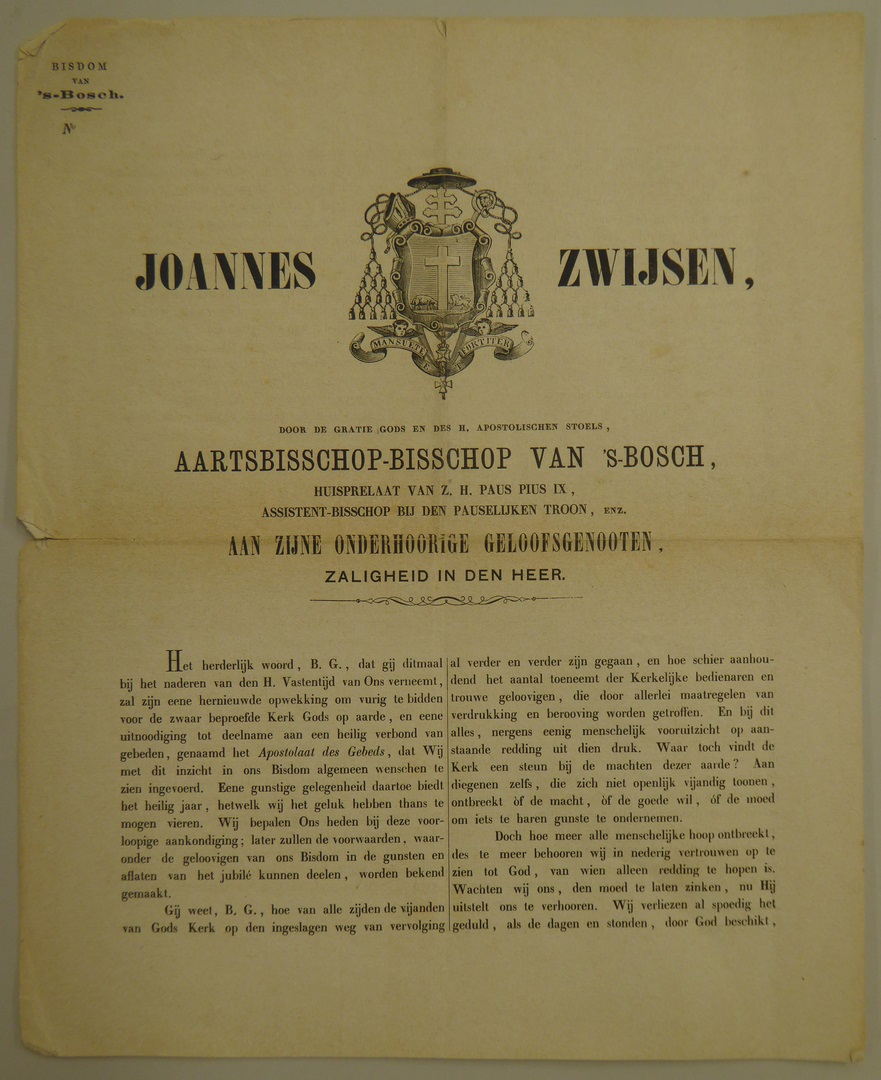 BISDOM
VAN
's-Bosch.
N°
JOANNES ZWIJSEN,
MANSUETE ET FORTITER
DOOR DE GRATIE GODS EN DES H. APOSTOLISCHEN STOELS,
AARTSBISSCHOP-BISSCHOP VAN 'S-BOSCH,
HUISPRELAAT VAN Z. H. PAUS PIUS IX,
ASSISTENT-BISSCHOP BIJ DEN PAUSELIJKEN TROON, ENZ.
AAN ZIJNE ONDERHOORIGE GELOOFSGENOOTEN,
ZALIGHEID IN DEN HEER.
Het herderlijk woord, B. G., dat gij ditmaal
bij het naderen van den H. Vastentijd van Ons verneemt,
zal zijn eene hernieuwde opwekking om vurig te bidden
voor de zwaar beproefde Kerk Gods op aarde, en eene
uitnoodiging tot deelname aan een heilig verbond van
gebeden, genaamd het Apostolaat des Gebeds, dat Wij
met dit inzicht in ons Bisdom algemeen wenschen te
zien ingevoerd. Eene gunstige gelegenheid daartoe biedt
het heilig jaar, hetwelk wij het geluk hebben thans te
mogen vieren. Wij bepalen Ons heden bij deze voor-
loopige aankondiging; later zullen de voorwaarden, waar-
onder de geloovigen van ons Bisdom in de gunsten en
aflaten van het jubilé kunnen deelen, worden bekend
gemaakt.
Gij weet, B. G., hoe van alle zijden de vijanden
van Gods Kerk op den ingeslagen weg van vervolging
al verder en verder zijn gegaan, en hoe schier aanhou-
dend het aantal toeneemt der Kerkelijke bedienaren en
trouwe geloovigen, die door allerlei maatregelen van
verdrukking en berooving worden getroffen. En bij dit
alles, nergens eenig menschelijk vooruitzicht op aan-
staande redding uit dien druk. Waar toch vindt de
Kerk een steun bij de machten dezer aarde? Aan
diegenen zelfs, die zich niet openlijk vijandig toonen,
ontbreekt òf de macht, òf de goede wil, óf de moed
om iets te haren gunste te ondernemen.
Doch hoe meer alle menschelijke hoop ontbreekt,
des te meer behooren wij in nederig vertrouwen op te
zien tot God, van wien alleen redding te hopen is.
Wachten wij ons, den moed te laten zinken, nu Hij
uitstelt ons te verhooren. Wij verliezen al spoedig het
geduld, als de dagen en stonden, door God beschikt,